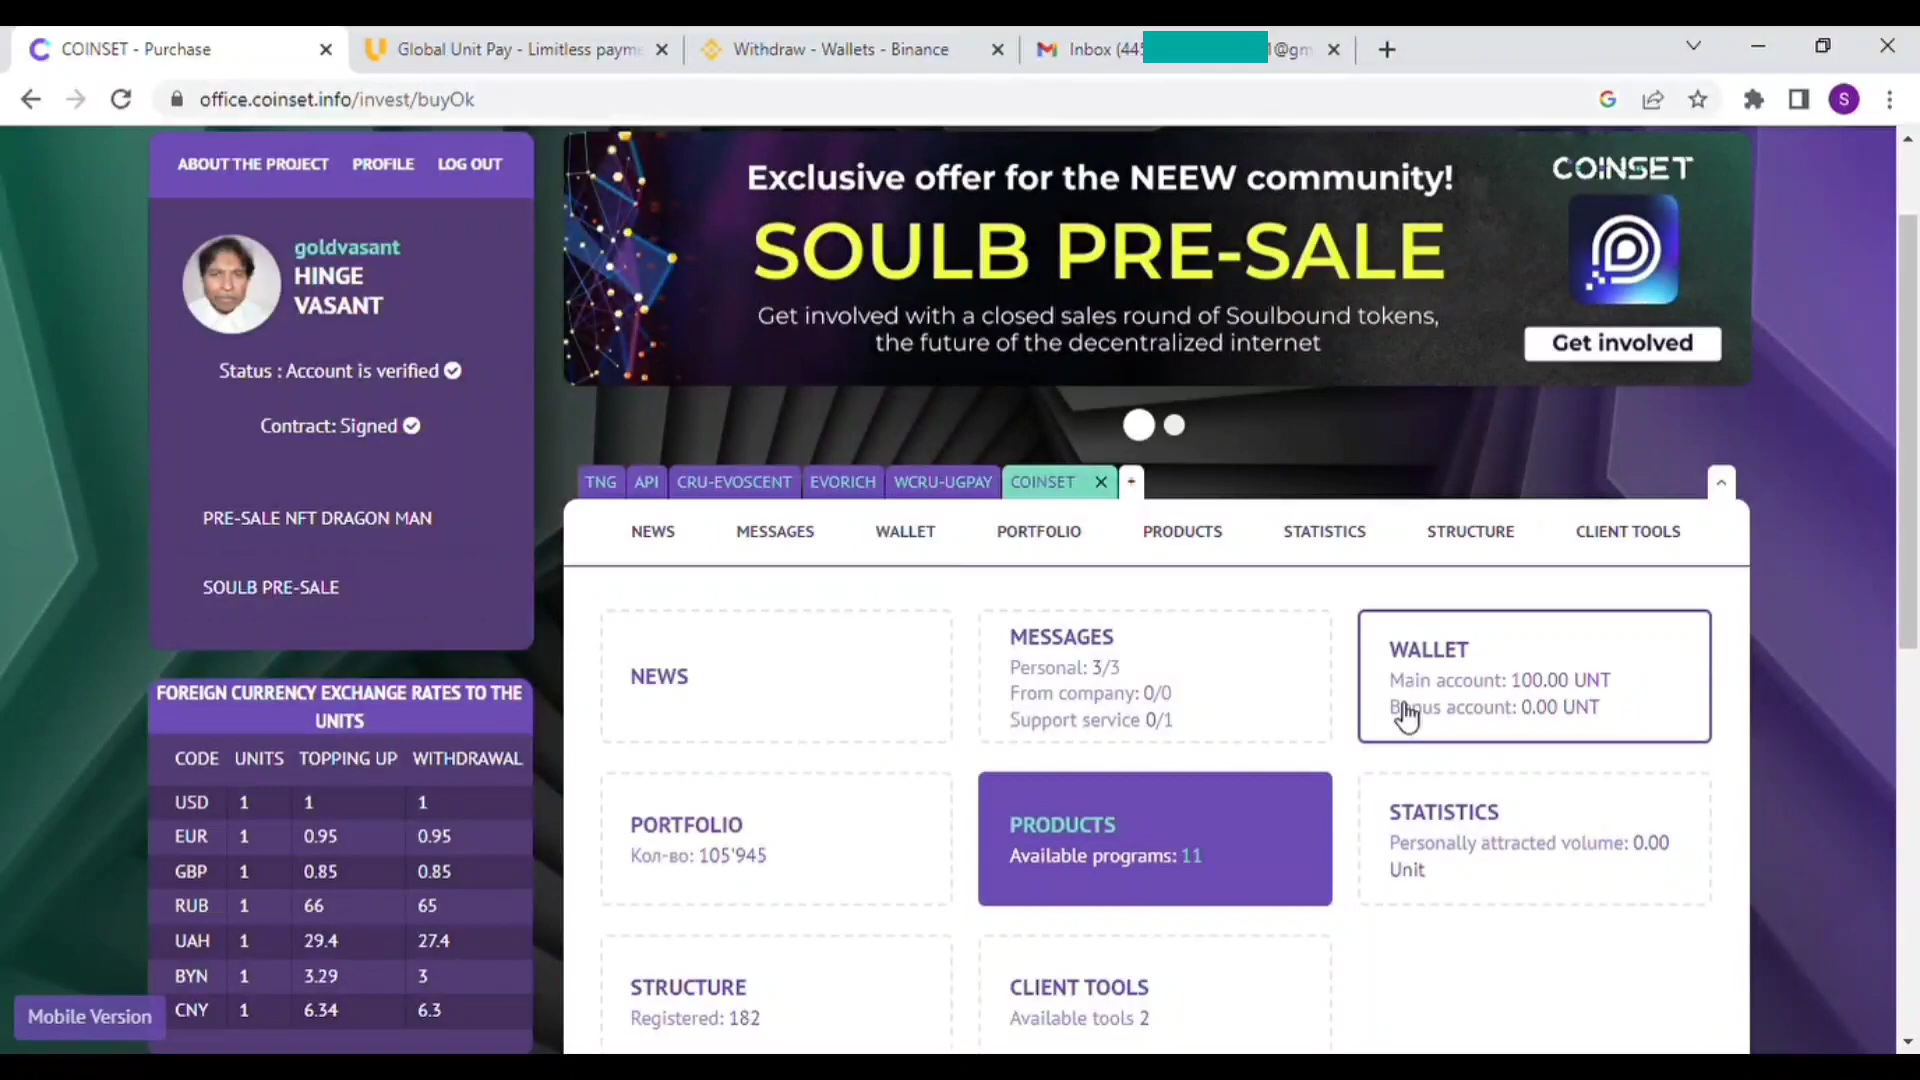 COINSET - Purchase
Global Unit Pay - Limitless payme
Withdraw - Wallets - Binance
Inbox (44
@gm
office.coinset.info/invest/buyOk
S
ABOUT THE PROJECT PROFILE LOG OUT
goldvasant
HINGE
VASANT
Status : Account is verified
Contract: Signed
PRE-SALE NFT DRAGON MAN
SOULB PRE-SALE
FOREIGN CURRENCY EXCHANGE RATES TO THE
UNITS
CODE UNITS TOPPING UP WITHDRAWAL
USD 1 1 1
EUR 1 0.95 0.95
GBP 1 0.85 0.85
RUB 1 66 65
UAH 1 29.4 27.4
BYN 1 3.29 3
CNY 1 6.34 6.3
Mobile Version
Exclusive offer for the NEEW community!
SOULB PRE-SALE
Get involved with a closed sales round of Soulbound tokens,
the future of the decentralized internet
COINSET
Get involved
TNG API CRU-EVOSCENT EVORICH WCRU-UGPAY COINSET +
NEWS MESSAGES WALLET PORTFOLIO PRODUCTS STATISTICS STRUCTURE CLIENT TOOLS
NEWS
MESSAGES
Personal: 3/3
From company: 0/0
Support service 0/1
WALLET
Main account: 100.00 UNT
Bonus account: 0.00 UNT
PORTFOLIO
Кол-во: 105'945
PRODUCTS
Available programs: 11
STATISTICS
Personally attracted volume: 0.00
Unit
STRUCTURE
Registered: 182
CLIENT TOOLS
Available tools 2